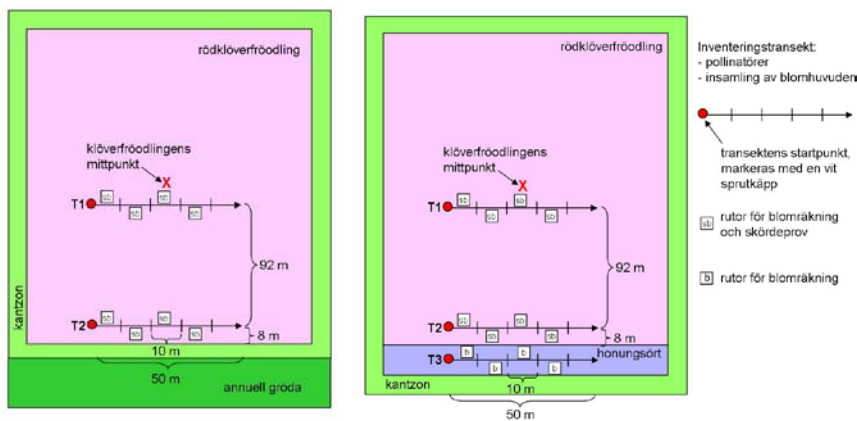 rödklöverfröodling
klöverfröodlingens
mittpunkt
X
sb
sb
T1
sb
sb
92 m
kantzon
sb
sb
T2
sb
sb
8 m
10 m
50 m
annuell gröda
rödklöverfröodling
klöverfröodlingens
mittpunkt
X
sb
sb
T1
sb
sb
92 m
sb
sb
T2
sb
sb
8 m
b
b
honungsört
T3
b
b
kantzon
10 m
50 m
Inventeringstransekt:
- pollinatörer
- insamling av blomhuvuden
transektens startpunkt,
markeras med en vit
sprutkäpp
sb
rutor för blomräkning
och skördeprov
b
rutor för blomräkning